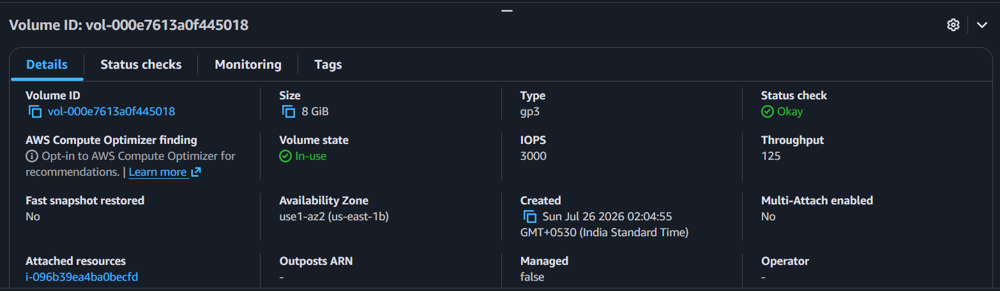 Volume ID: vol-000e7613a0f445018
Details
Status checks
Monitoring
Tags
Volume ID
vol-000e7613a0f445018
Size
8 GiB
Type
gp3
Status check
Okay
AWS Compute Optimizer finding
Opt-in to AWS Compute Optimizer for
recommendations. | Learn more
Volume state
In-use
IOPS
3000
Throughput
125
Fast snapshot restored
No
Availability Zone
use1-az2 (us-east-1b)
Created
Sun Jul 26 2026 02:04:55
GMT+0530 (India Standard Time)
Multi-Attach enabled
No
Attached resources
i-096b39ea4ba0becfd
Outposts ARN
-
Managed
false
Operator
-